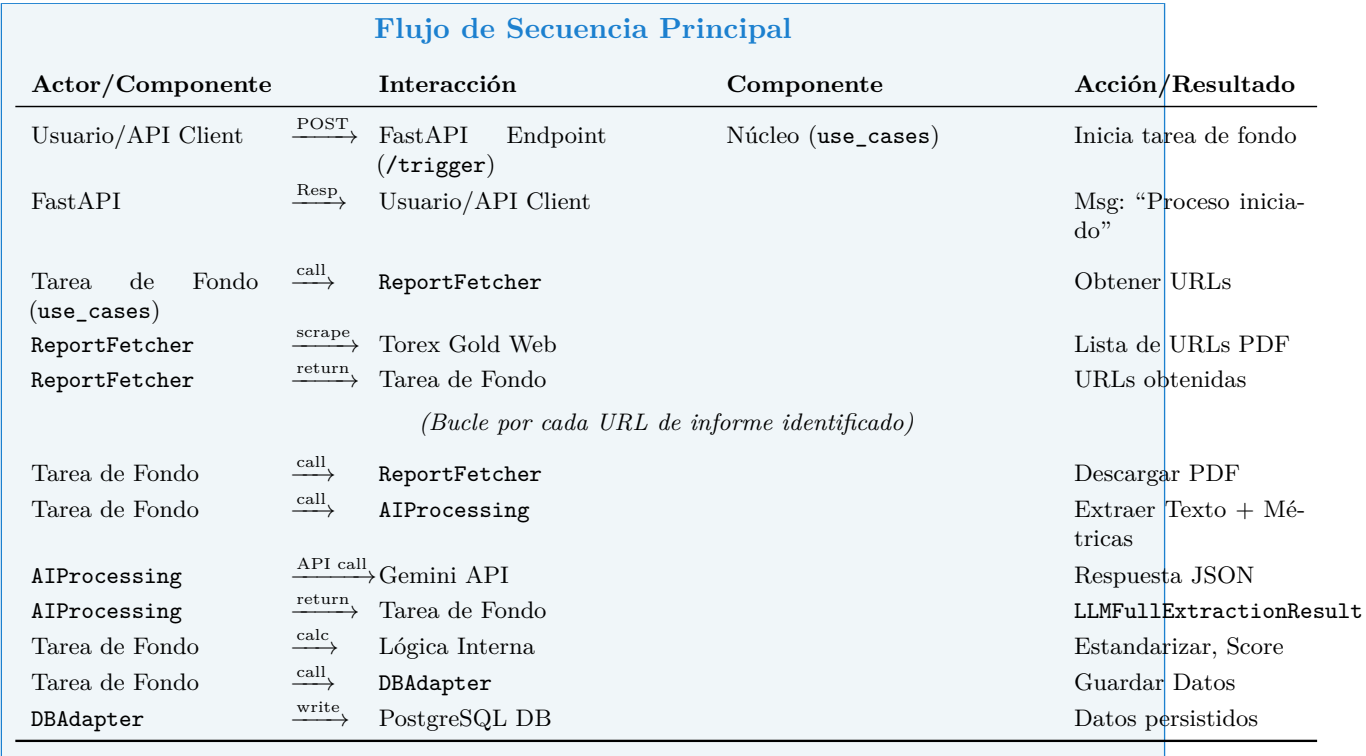 Flujo de Secuencia Principal
Actor/Componente Interacción Componente Acción/Resultado
Usuario/API Client POST FastAPI Endpoint Núcleo (use_cases) Inicia tarea de fondo
(/trigger)
FastAPI Resp Usuario/API Client Msg: “Proceso inicia-
do”
Tarea de Fondo call ReportFetcher Obtener URLs
(use_cases)
ReportFetcher scrape Torex Gold Web Lista de URLs PDF
ReportFetcher return Tarea de Fondo URLs obtenidas
(Bucle por cada URL de informe identificado)
Tarea de Fondo call ReportFetcher Descargar PDF
Tarea de Fondo call AIProcessing Extraer Texto + Mé-
tricas
AIProcessing API call Gemini API Respuesta JSON
AIProcessing return Tarea de Fondo LLMFullExtractionResult
Tarea de Fondo calc Lógica Interna Estandarizar, Score
Tarea de Fondo call DBAdapter Guardar Datos
DBAdapter write PostgreSQL DB Datos persistidos